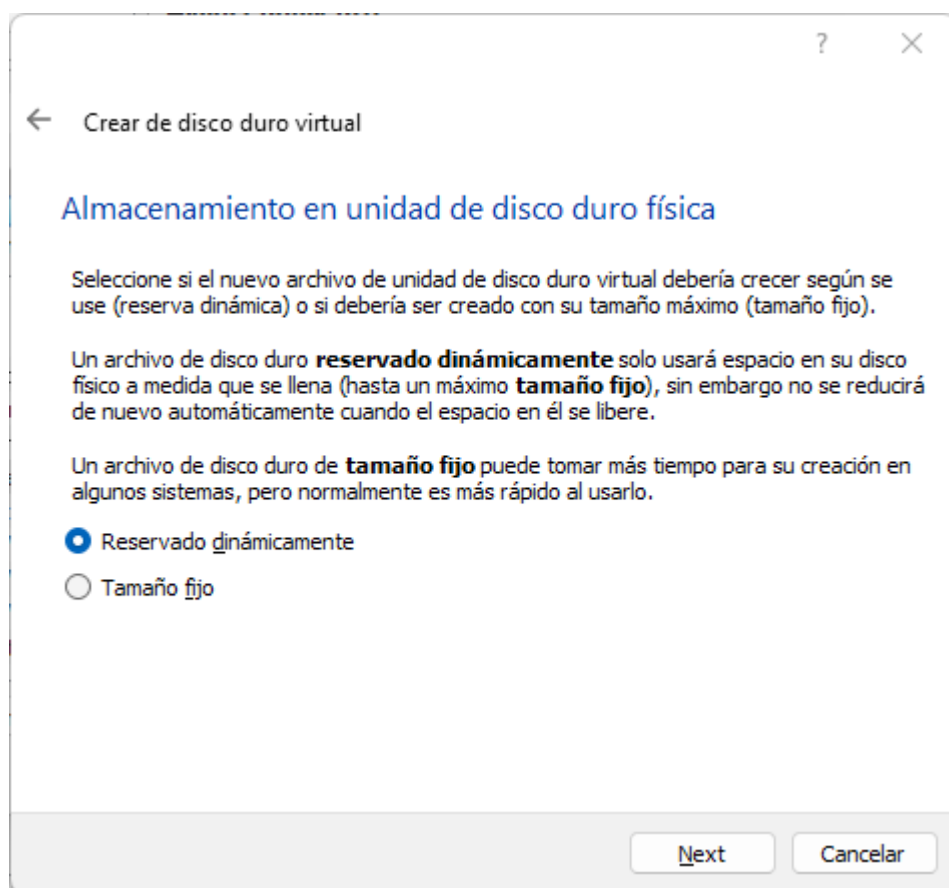 Crear de disco duro virtual
Almacenamiento en unidad de disco duro física
Seleccione si el nuevo archivo de unidad de disco duro virtual debería crecer según se
use (reserva dinámica) o si debería ser creado con su tamaño máximo (tamaño fijo).
Un archivo de disco duro reservado dinámicamente solo usará espacio en su disco
físico a medida que se llena (hasta un máximo tamaño fijo), sin embargo no se reducirá
de nuevo automáticamente cuando el espacio en él se libere.
Un archivo de disco duro de tamaño fijo puede tomar más tiempo para su creación en
algunos sistemas, pero normalmente es más rápido al usarlo.
Reservado dinámicamente
Tamaño fijo
Next Cancelar